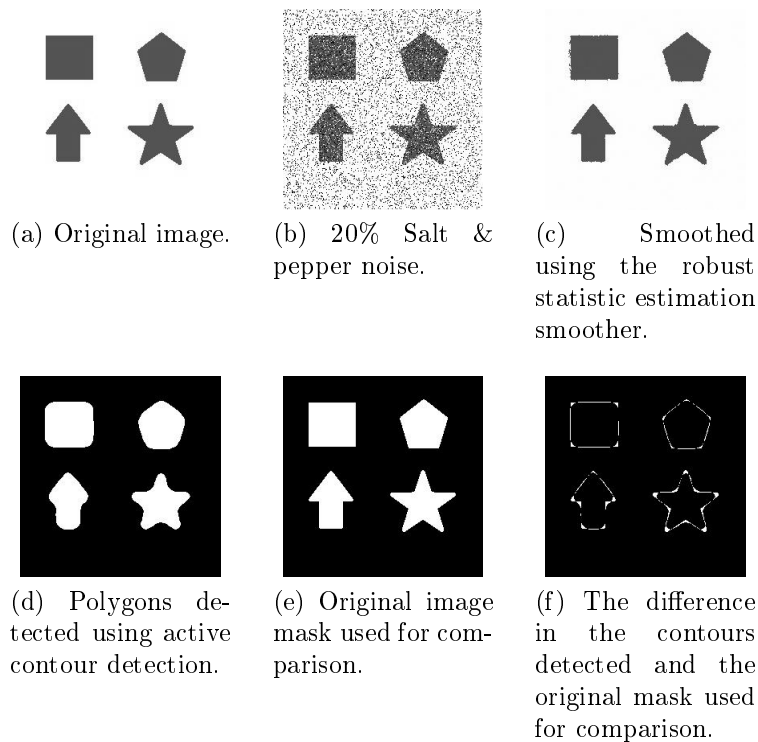 (a) Original image.
(b) 20% Salt &
pepper noise.
(c) Smoothed
using the robust
statistic estimation
smoother.
(d) Polygons de-
tected using active
contour detection.
(e) Original image
mask used for com-
parison.
(f) The difference
in the contours
detected and the
original mask used
for comparison.